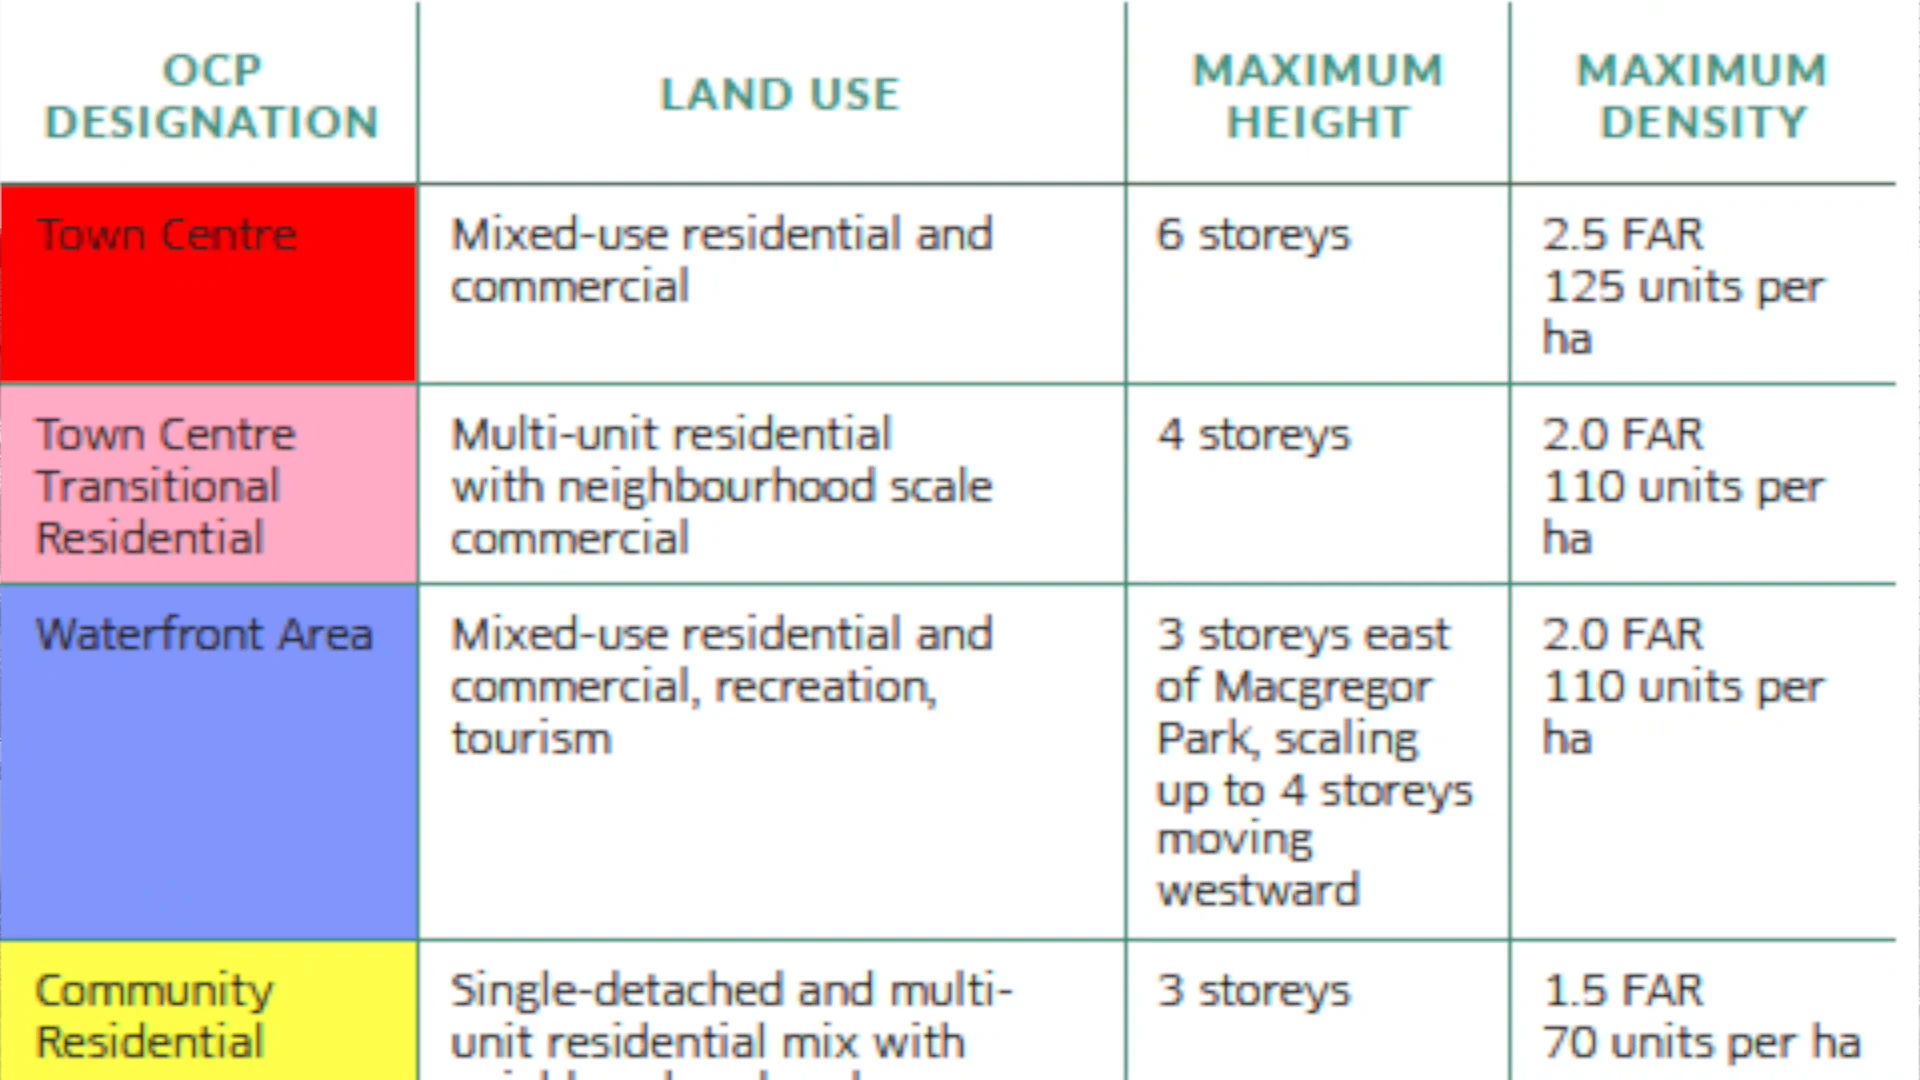 OCP
DESIGNATION
LAND USE
MAXIMUM
HEIGHT
MAXIMUM
DENSITY
Town Centre
Mixed-use residential and
commercial
6 storeys
2.5 FAR
125 units per
ha
Town Centre
Transitional
Residential
Multi-unit residential
with neighbourhood scale
commercial
4 storeys
2.0 FAR
110 units per
ha
Waterfront Area
Mixed-use residential and
commercial, recreation,
tourism
3 storeys east
of Macgregor
Park, scaling
up to 4 storeys
moving
westward
2.0 FAR
110 units per
ha
Community
Residential
Single-detached and multi-
unit residential mix with
3 storeys
1.5 FAR
70 units per ha